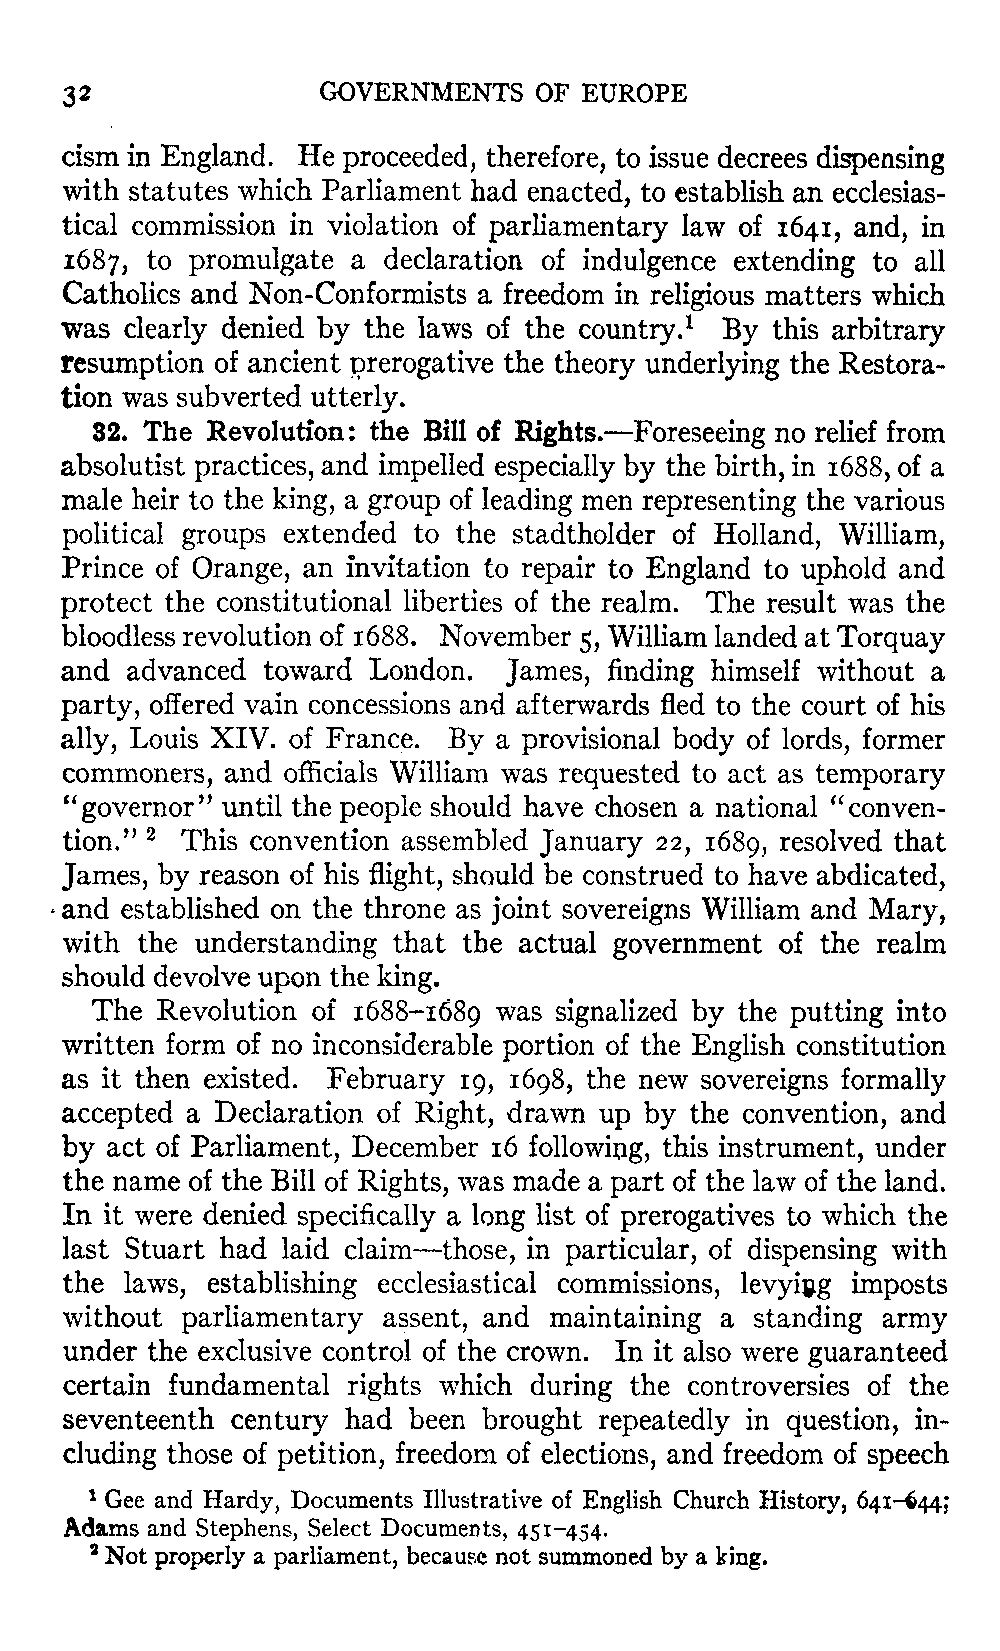 32 GOVERNMENTS OF EUROPE
cism in England. He proceeded, therefore, to issue decrees dispensing
with statutes which Parliament had enacted, to establish an ecclesias-
tical commission in violation of parliamentary law of 1641, and, in
1687, to promulgate a declaration of indulgence extending to all
Catholics and Non-Conformists a freedom in religious matters which
was clearly denied by the laws of the country.¹ By this arbitrary
resumption of ancient prerogative the theory underlying the Restora-
tion was subverted utterly.
32. The Revolution: the Bill of Rights.—Foreseeing no relief from
absolutist practices, and impelled especially by the birth, in 1688, of a
male heir to the king, a group of leading men representing the various
political groups extended to the stadtholder of Holland, William,
Prince of Orange, an invitation to repair to England to uphold and
protect the constitutional liberties of the realm. The result was the
bloodless revolution of 1688. November 5, William landed at Torquay
and advanced toward London. James, finding himself without a
party, offered vain concessions and afterwards fled to the court of his
ally, Louis XIV. of France. By a provisional body of lords, former
commoners, and officials William was requested to act as temporary
“governor” until the people should have chosen a national “conven-
tion.” ² This convention assembled January 22, 1689, resolved that
James, by reason of his flight, should be construed to have abdicated,
and established on the throne as joint sovereigns William and Mary,
with the understanding that the actual government of the realm
should devolve upon the king.
The Revolution of 1688–1689 was signalized by the putting into
written form of no inconsiderable portion of the English constitution
as it then existed. February 19, 1698, the new sovereigns formally
accepted a Declaration of Right, drawn up by the convention, and
by act of Parliament, December 16 following, this instrument, under
the name of the Bill of Rights, was made a part of the law of the land.
In it were denied specifically a long list of prerogatives to which the
last Stuart had laid claim—those, in particular, of dispensing with
the laws, establishing ecclesiastical commissions, levying imposts
without parliamentary assent, and maintaining a standing army
under the exclusive control of the crown. In it also were guaranteed
certain fundamental rights which during the controversies of the
seventeenth century had been brought repeatedly in question, in-
cluding those of petition, freedom of elections, and freedom of speech
¹ Gee and Hardy, Documents Illustrative of English Church History, 641–644;
Adams and Stephens, Select Documents, 451–454.
² Not properly a parliament, because not summoned by a king.